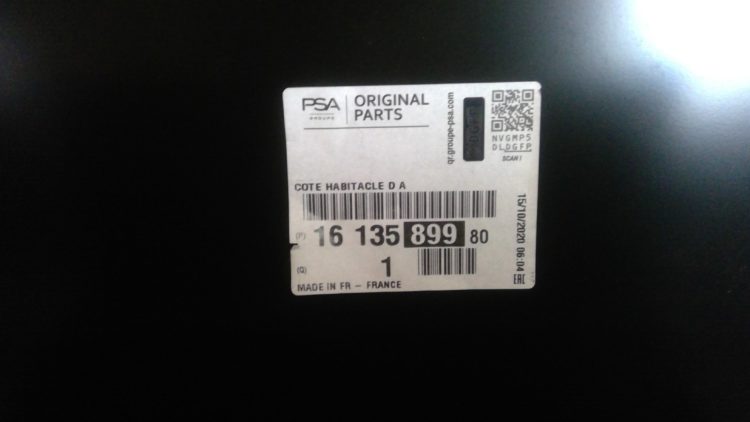 PSA
GROUPE
ORIGINAL
PARTS
qr.groupe-psa.com
NVGMP5
DLDGFP
SCAN !
COTE HABITACLE D A
(P) 16 135 899 80
(Q) 1
MADE IN FR - FRANCE
15/10/2020 06:04
EAC